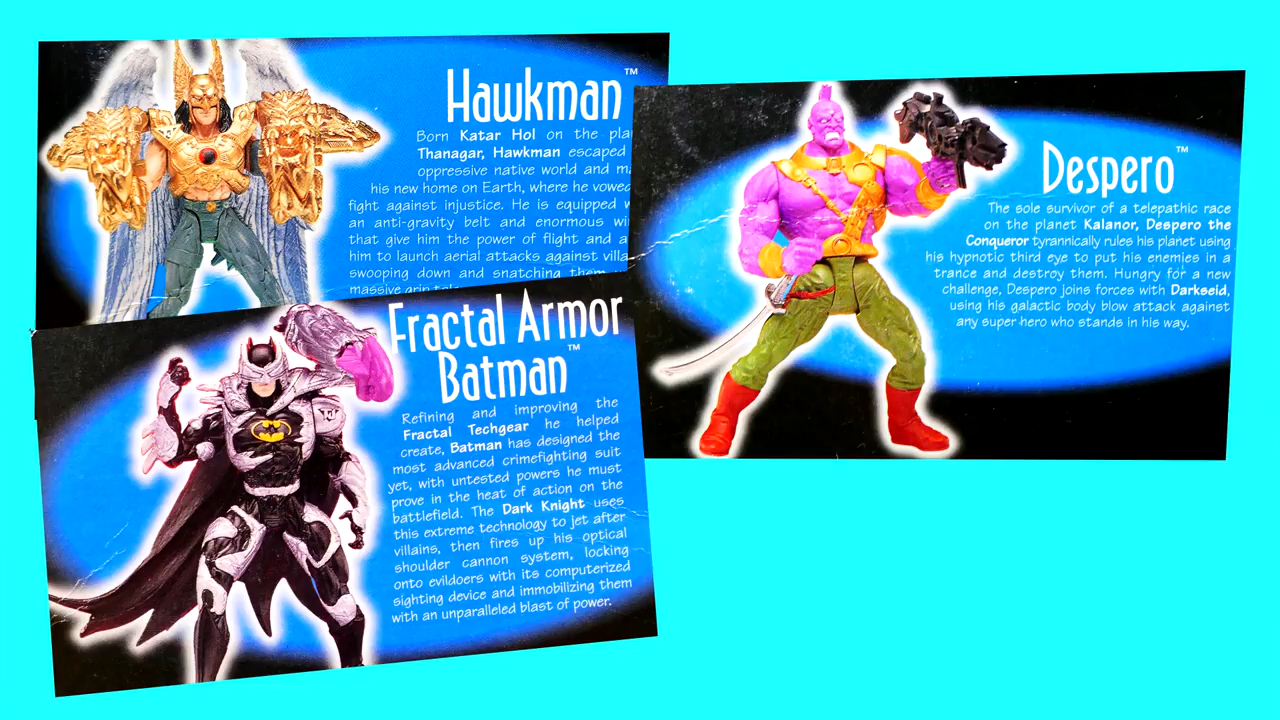 Hawkman™
Born Katar Hol on the
Thanagar, Hawkman escaped
oppressive native world and
his new home on Earth, where he vowed
fight against injustice. He is equipped
an anti-gravity belt and enormous
that give him the power of flight and
him to launch aerial attacks against
swooping down and snatching them
massive grip
Fractal Armor
Batman™
Refining and improving the
Fractal Techgear he helped
create, Batman has designed the
most advanced crimefighting suit
yet, with untested powers he must
prove in the heat of action on the
battlefield. The Dark Knight uses
this extreme technology to jet after
villains, then fires up his optical
shoulder cannon system, locking
onto evildoers with its computerized
sighting device and immobilizing them
with an unparalleled blast of power.
Despero™
The sole survivor of a telepathic race
on the planet Kalanor, Despero the
Conqueror tyrannically rules his planet using
his hypnotic third eye to put his enemies in a
trance and destroy them. Hungry for a new
challenge, Despero joins forces with Darkseid,
using his galactic body blow attack against
any super hero who stands in his way.